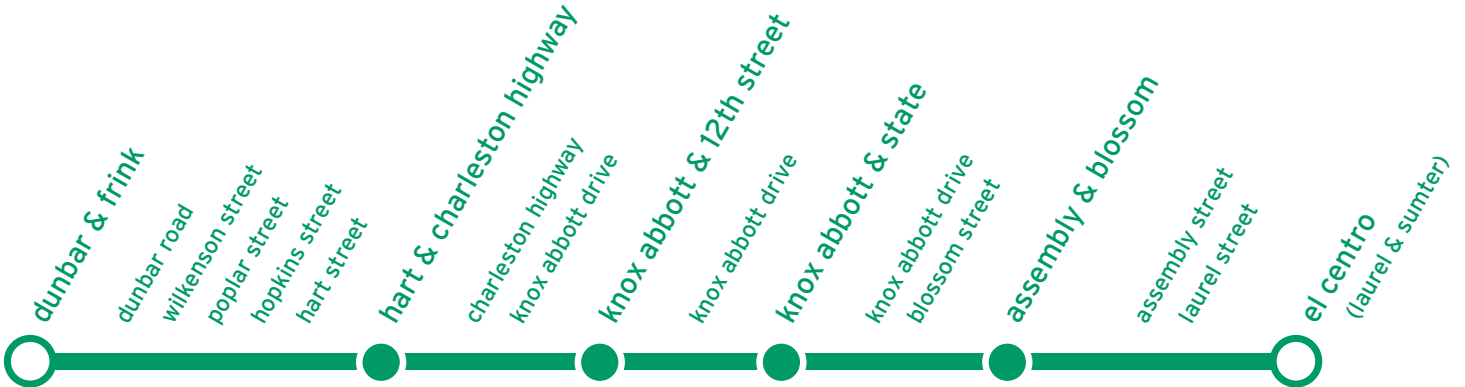 dunbar & frink
dunbar road
wilkenson street
poplar street
hopkins street
hart street
hart & charleston highway
charleston highway
knox abbott drive
knox abbott & 12th street
knox abbott drive
knox abbott & state
knox abbott drive
blossom street
assembly & blossom
assembly street
laurel street
el centro
(laurel & sumter)